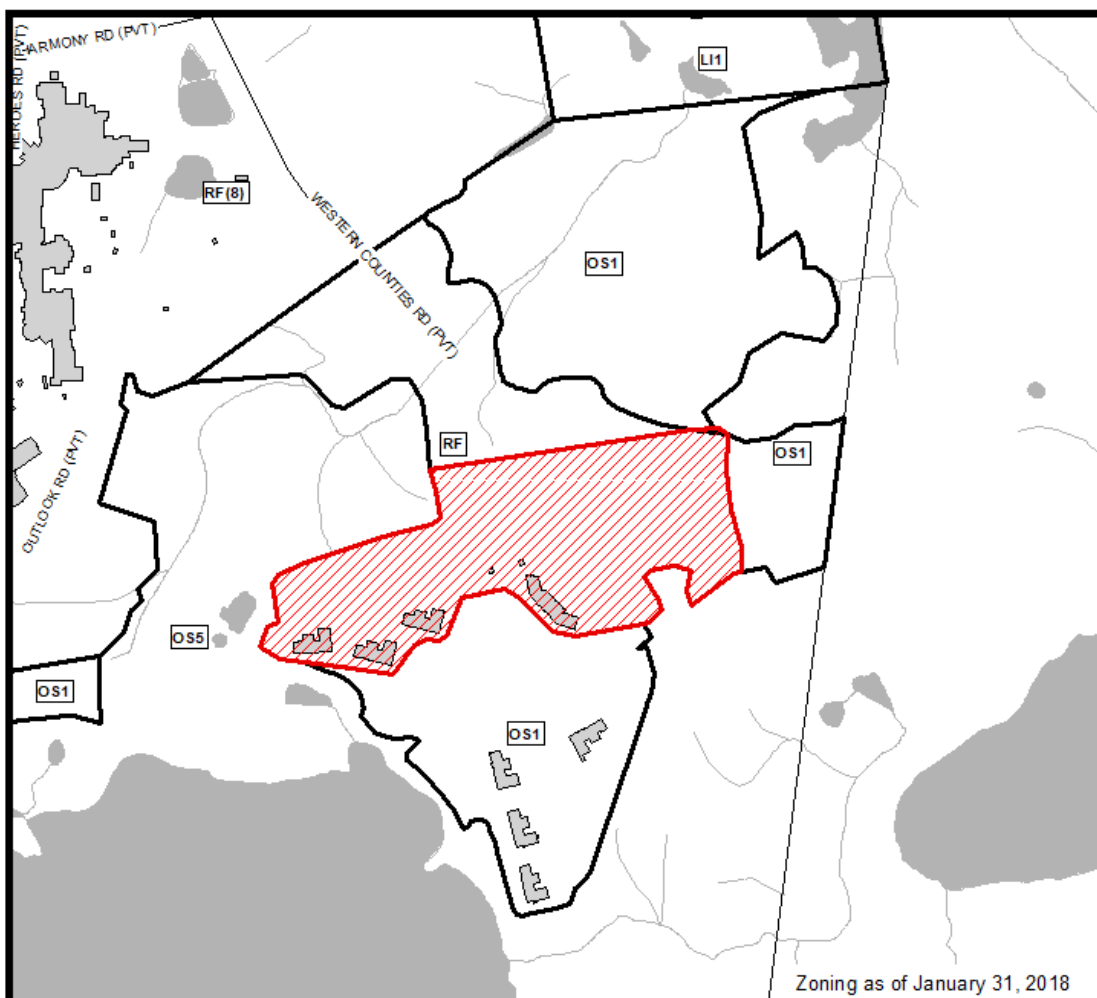 HARMONY RD (PVT)
HEROES RD (PVT)
LI1
RF(8)
WESTERN COUNTIES RD (PVT)
OS1
RF
OS1
OUTLOOK RD (PVT)
OS5
OS1
OS1
Zoning as of January 31, 2018